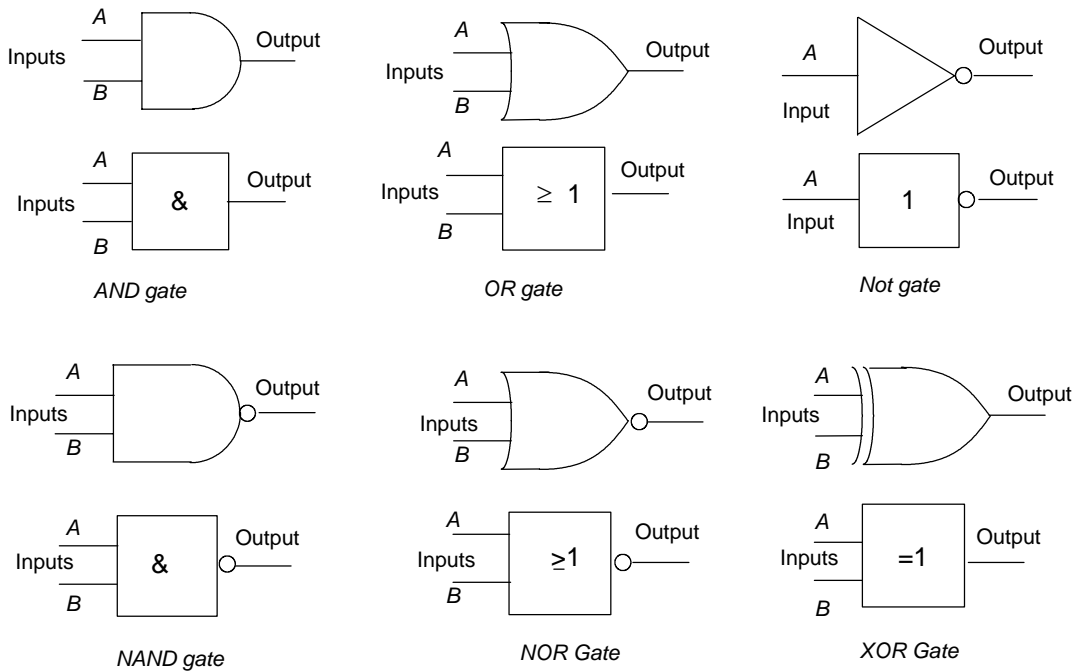 A
Inputs
B
Output
A
Inputs
B
Output
A
Input
Output
A
Inputs
B
&
Output
A
Inputs
B
≥ 1
Output
A
Input
1
Output
AND gate
OR gate
Not gate
A
Inputs
B
Output
A
Inputs
B
Output
A
Inputs
B
Output
A
Inputs
B
&
Output
A
Inputs
B
≥1
Output
A
Inputs
B
=1
Output
NAND gate
NOR Gate
XOR Gate